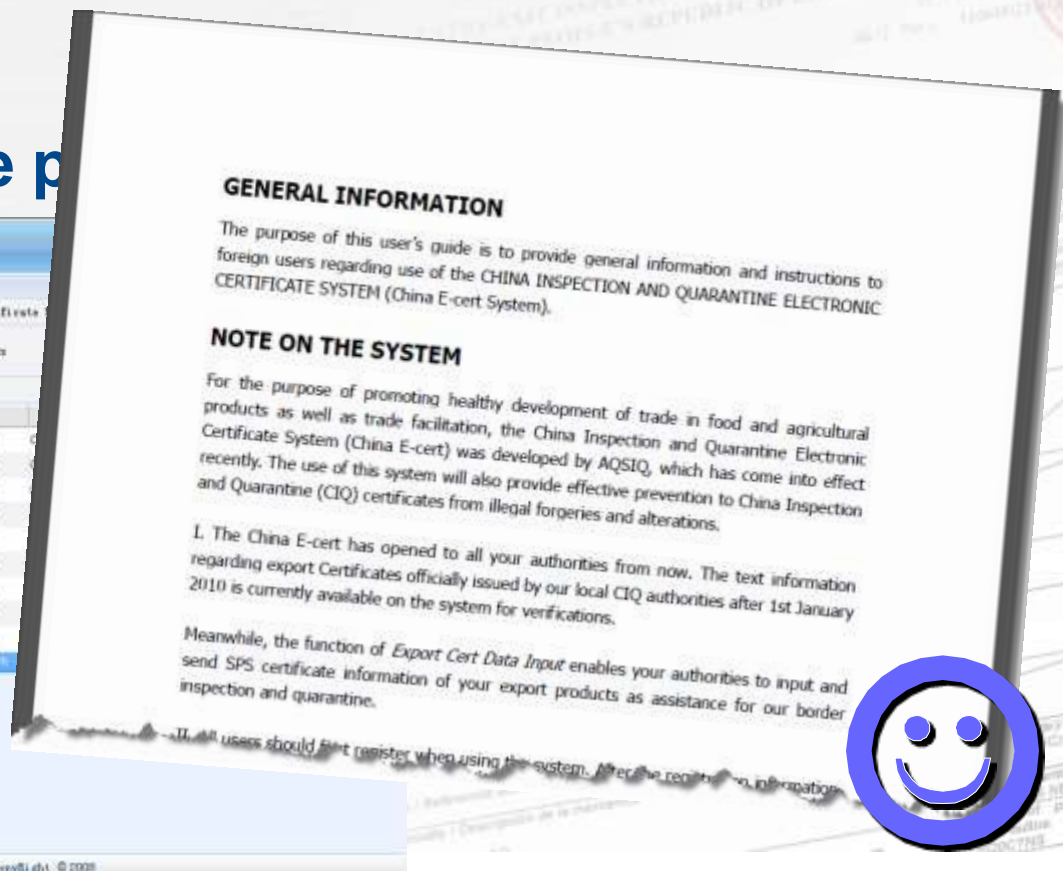 e p
GENERAL INFORMATION
The purpose of this user's guide is to provide general information and instructions to
foreign users regarding use of the CHINA INSPECTION AND QUARANTINE ELECTRONIC
CERTIFICATE SYSTEM (China E-cert System).
NOTE ON THE SYSTEM
For the purpose of promoting healthy development of trade in food and agricultural
products as well as trade facilitation, the China Inspection and Quarantine Electronic
Certificate System (China E-cert) was developed by AQSIQ, which has come into effect
recently. The use of this system will also provide effective prevention to China Inspection
and Quarantine (CIQ) certificates from illegal forgeries and alterations.
I. The China E-cert has opened to all your authorities from now. The text information
regarding export Certificates officially issued by our local CIQ authorities after 1st January
2010 is currently available on the system for verifications.
Meanwhile, the function of Export Cert Data Input enables your authorities to input and
send SPS certificate information of your export products as assistance for our border
inspection and quarantine.
II. All users should first register when using the system. After the registration information